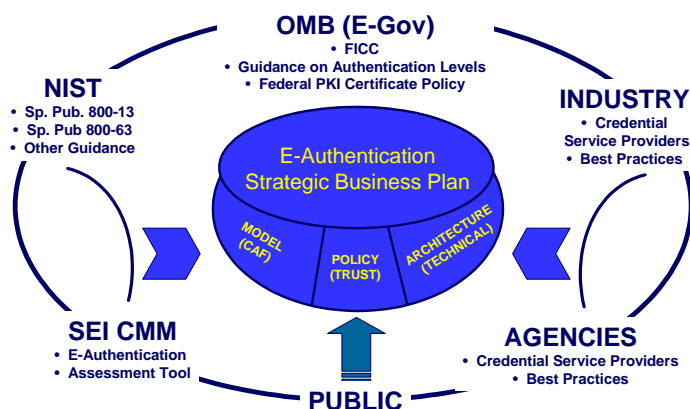 OMB (E-Gov)
• FICC
• Guidance on Authentication Levels
• Federal PKI Certificate Policy
NIST
• Sp. Pub. 800-13
• Sp. Pub 800-63
• Other Guidance
INDUSTRY
• Credential
Service Providers
• Best Practices
E-Authentication
Strategic Business Plan
MODEL
(CAF)
POLICY
(TRUST)
ARCHITECTURE
(TECHNICAL)
SEI CMM
• E-Authentication
• Assessment Tool
AGENCIES
• Credential Service Providers
• Best Practices
PUBLIC